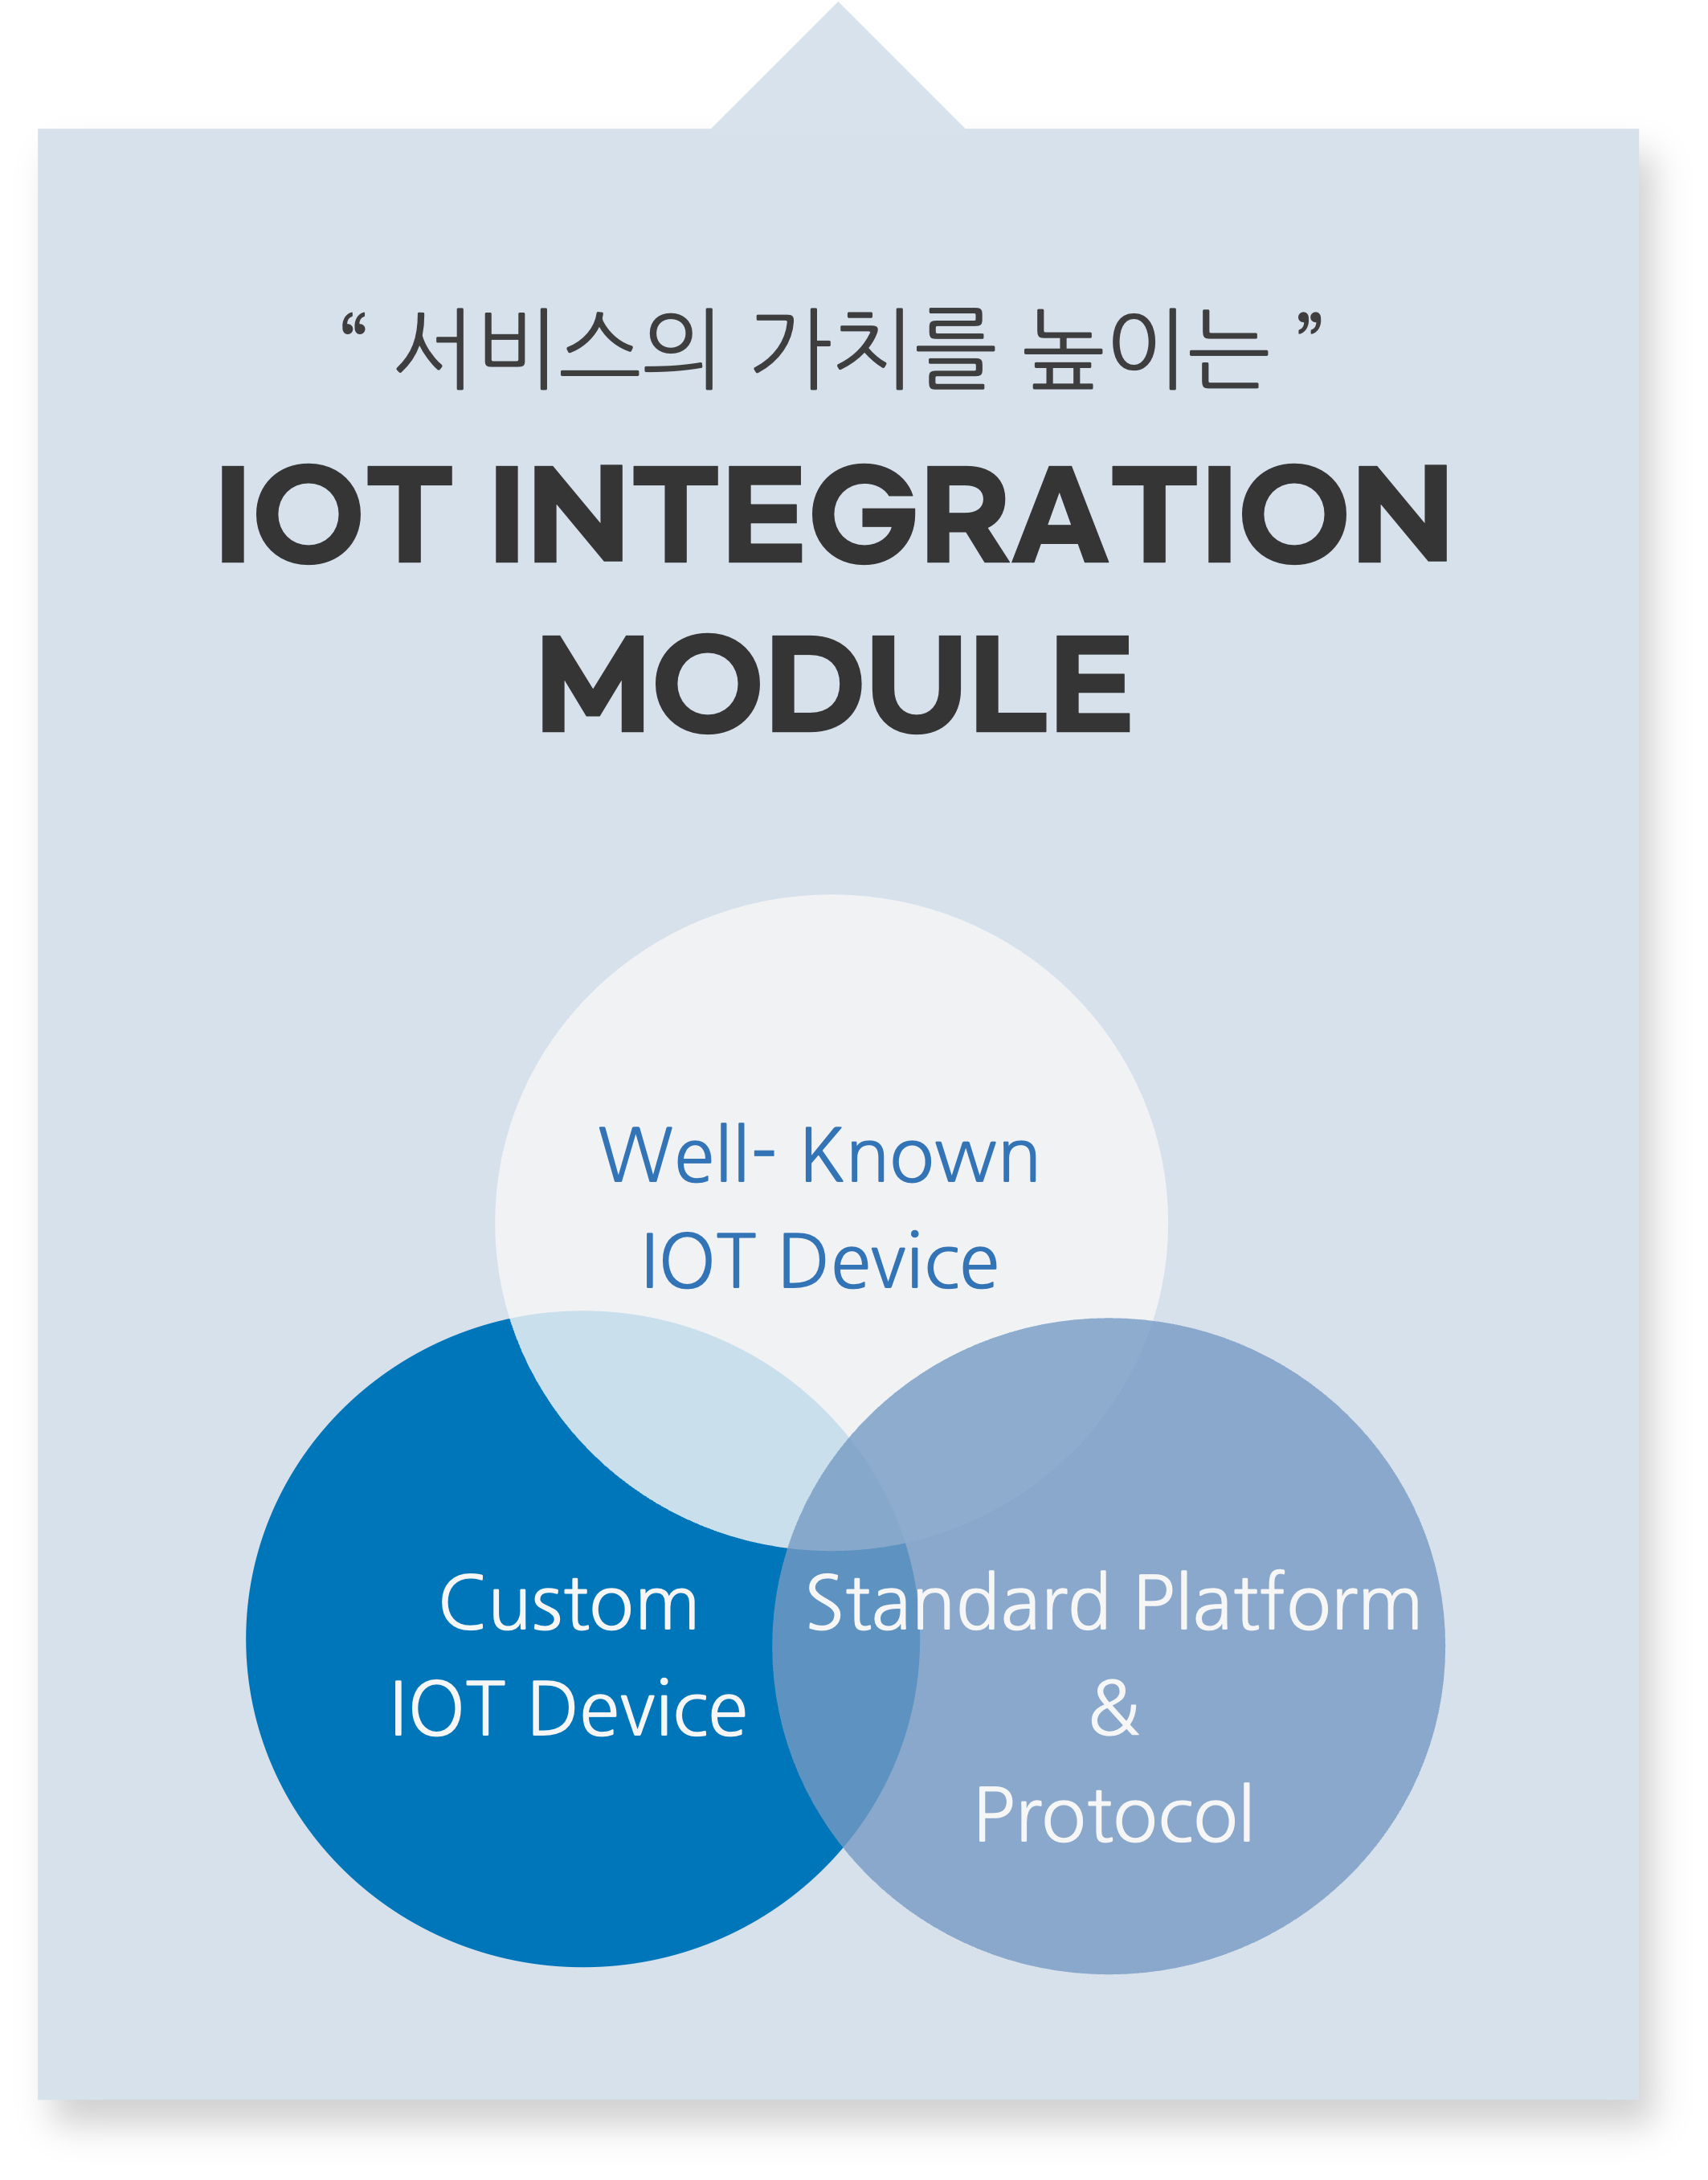 “ 서비스의 가치를 높이는 ”
IOT INTEGRATION
MODULE
Well- Known
IOT Device
Custom
IOT Device
Standard Platform
&
Protocol